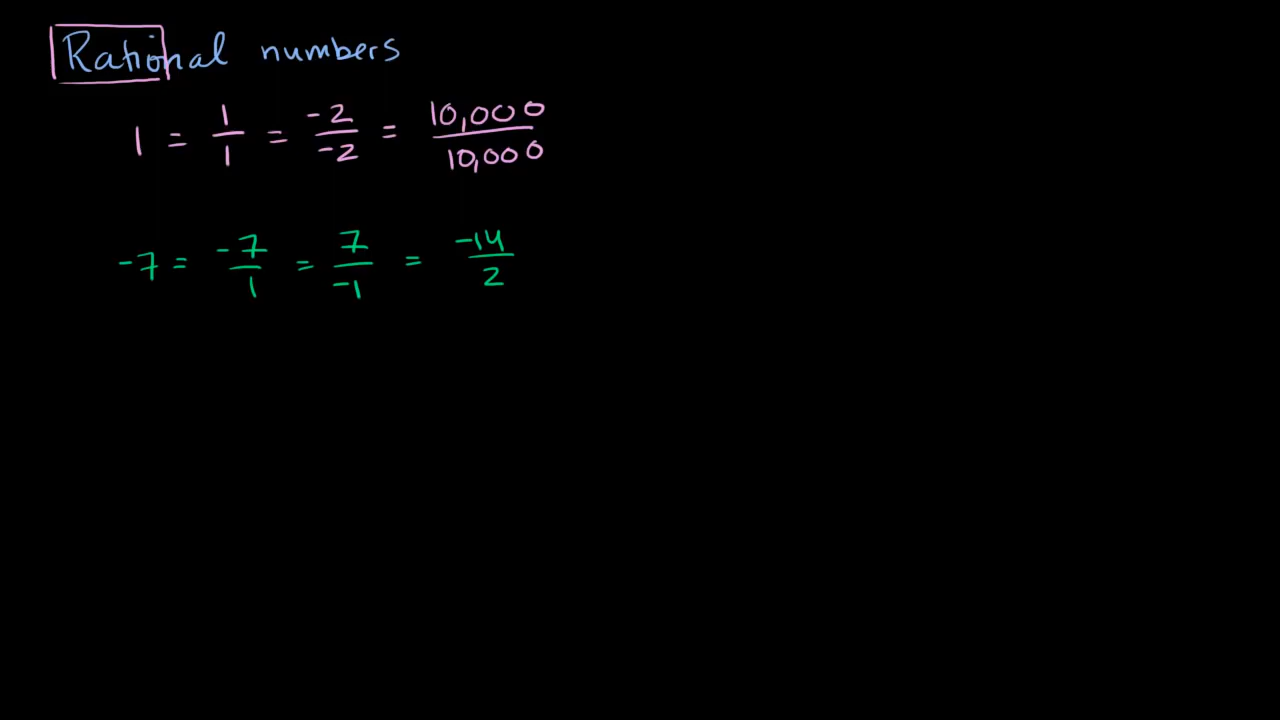 Rational numbers
1 = 1/1 = -2/-2 = 10,000/10,000
-7 = -7/1 = 7/-1 = -14/2